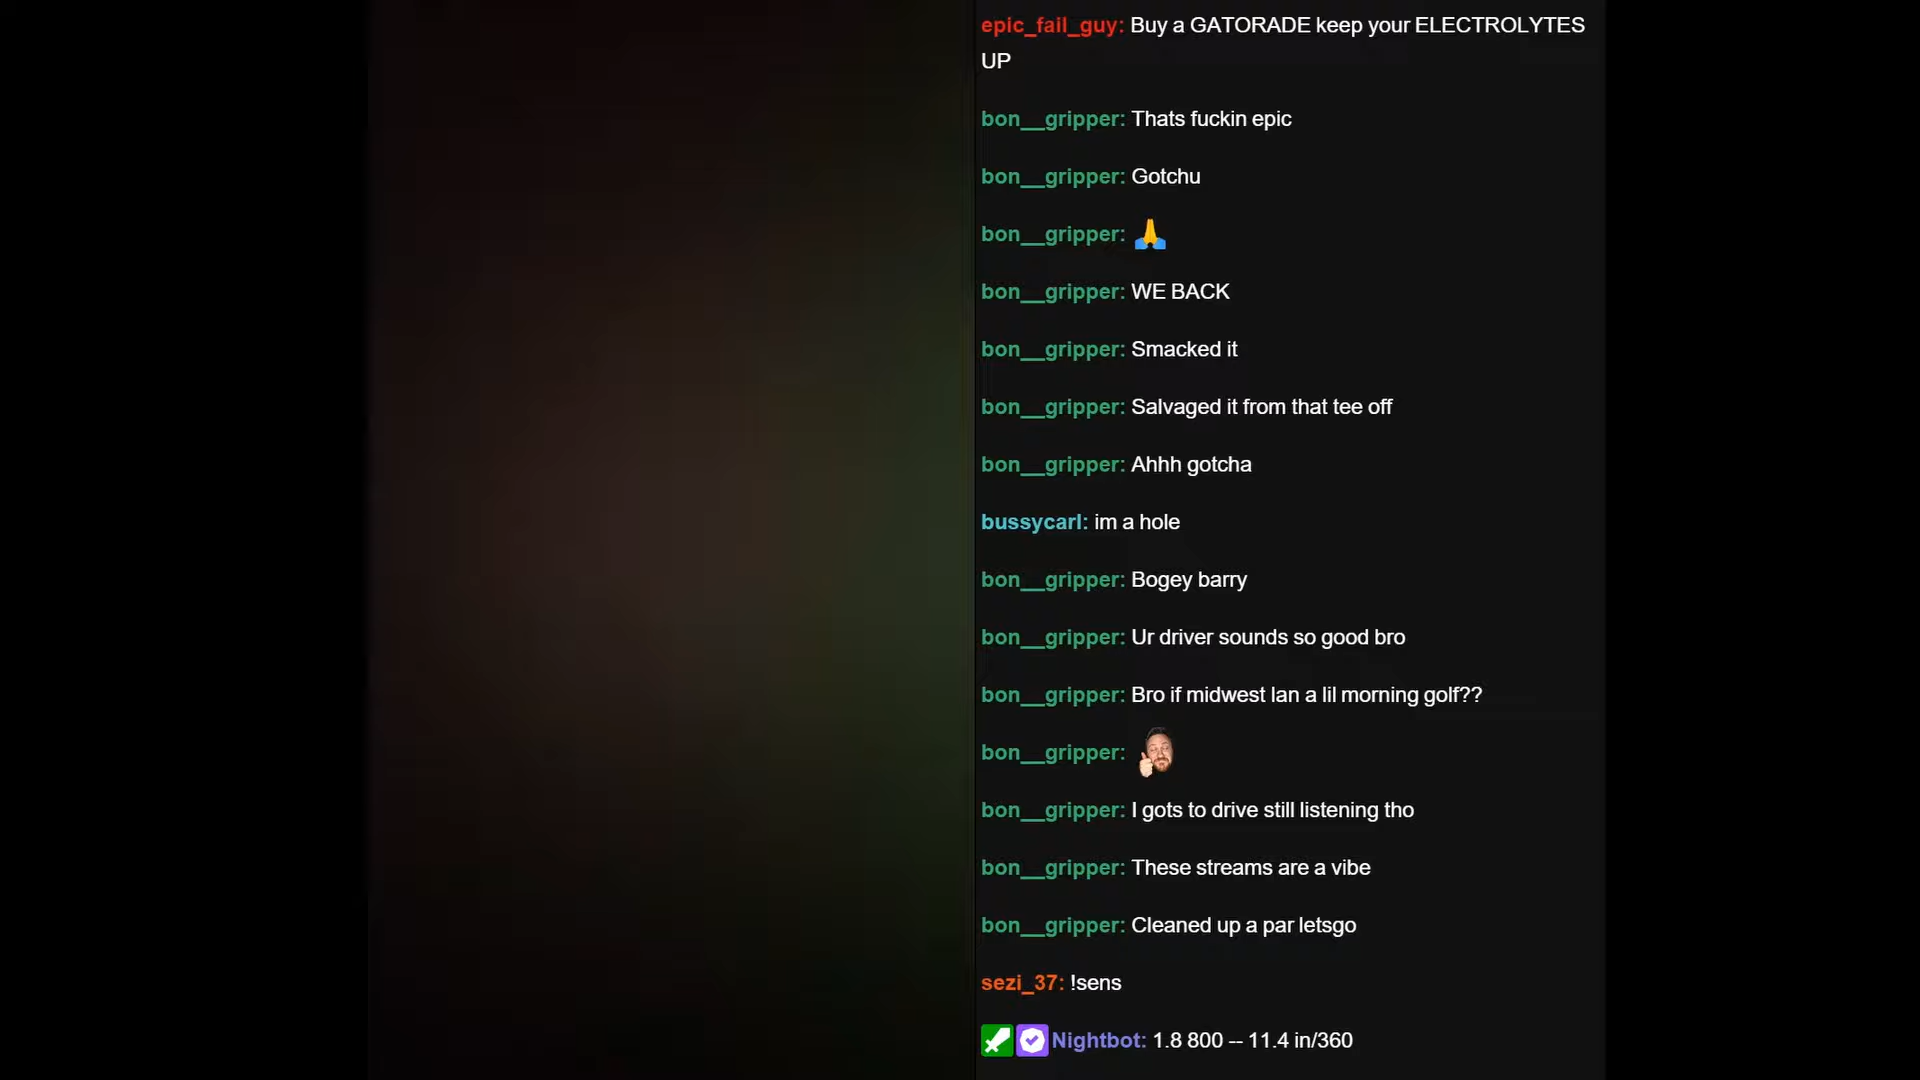 epic_fail_guy: Buy a GATORADE keep your ELECTROLYTES
UP
bon__gripper: Thats fuckin epic
bon__gripper: Gotchu
bon__gripper: 🙏
bon__gripper: WE BACK
bon__gripper: Smacked it
bon__gripper: Salvaged it from that tee off
bon__gripper: Ahhh gotcha
bussycarl: im a hole
bon__gripper: Bogey barry
bon__gripper: Ur driver sounds so good bro
bon__gripper: Bro if midwest lan a lil morning golf??
bon__gripper:
bon__gripper: I gots to drive still listening tho
bon__gripper: These streams are a vibe
bon__gripper: Cleaned up a par letsgo
sezi_37: !sens
Nightbot: 1.8 800 -- 11.4 in/360